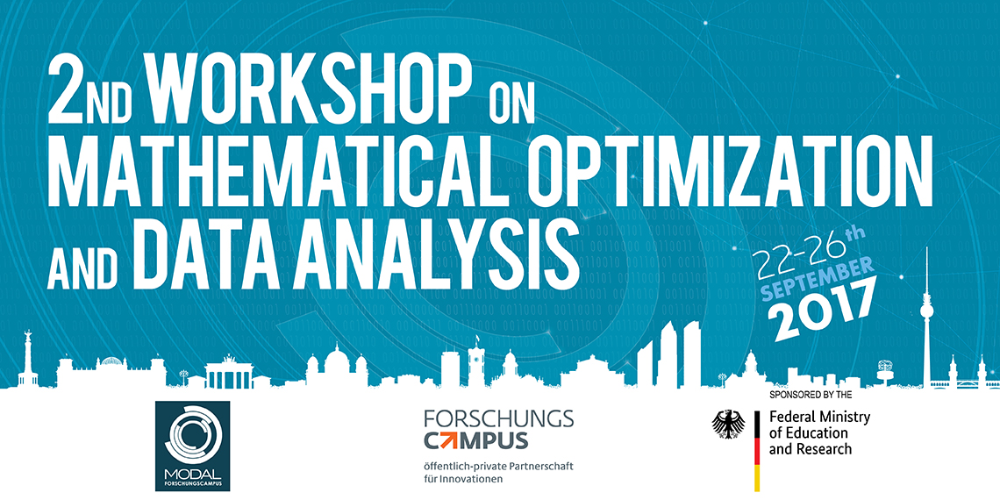 2ND WORKSHOP ON
MATHEMATICAL OPTIMIZATION
AND DATA ANALYSIS
22-26th
SEPTEMBER
2017
MODAL
FORSCHUNGSCAMPUS
FORSCHUNGS
CAMPUS
öffentlich-private Partnerschaft
für Innovationen
SPONSORED BY THE
Federal Ministry
of Education
and Research